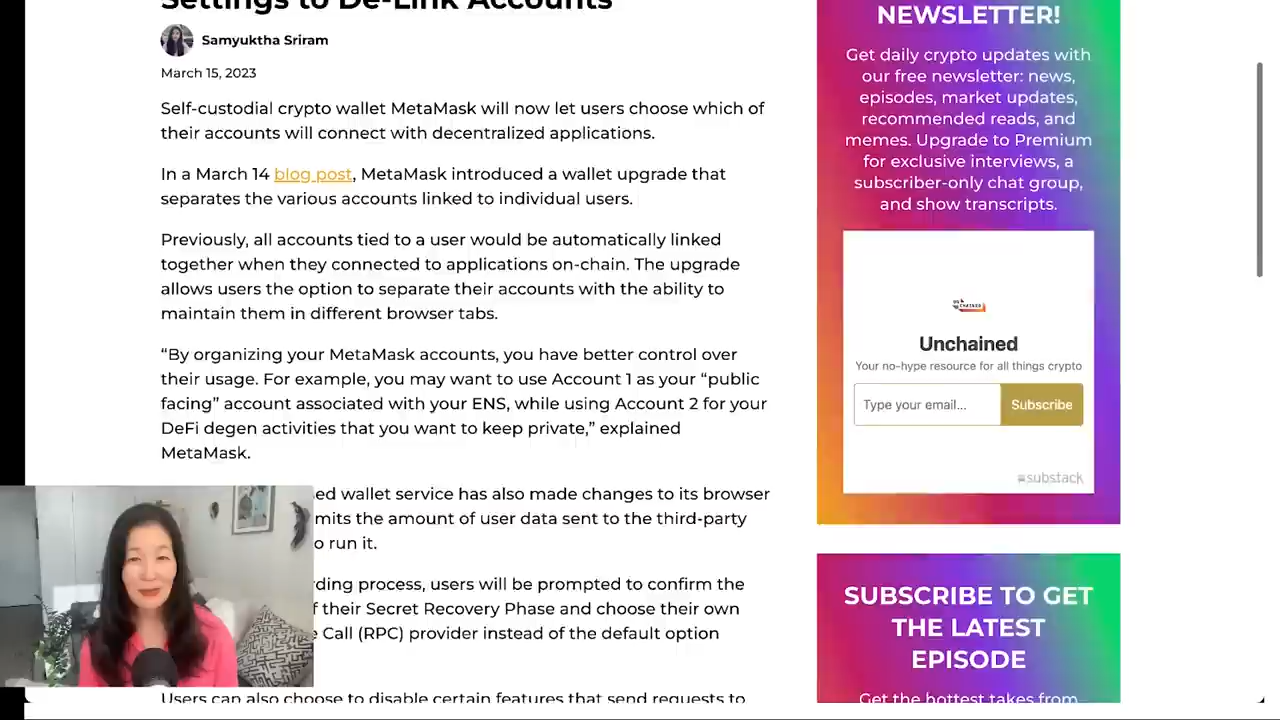 Settings to De-Link Accounts
Samyuktha Sriram
March 15, 2023
Self-custodial crypto wallet MetaMask will now let users choose which of
their accounts will connect with decentralized applications.
In a March 14 blog post, MetaMask introduced a wallet upgrade that
separates the various accounts linked to individual users.
Previously, all accounts tied to a user would be automatically linked
together when they connected to applications on-chain. The upgrade
allows users the option to separate their accounts with the ability to
maintain them in different browser tabs.
“By organizing your MetaMask accounts, you have better control over
their usage. For example, you may want to use Account 1 as your “public
facing” account associated with your ENS, while using Account 2 for your
DeFi degen activities that you want to keep private,” explained
MetaMask.
ed wallet service has also made changes to its browser
mits the amount of user data sent to the third-party
o run it.
rding process, users will be prompted to confirm the
f their Secret Recovery Phase and choose their own
e Call (RPC) provider instead of the default option
Users can also choose to disable certain features that send requests to
NEWSLETTER!
Get daily crypto updates with
our free newsletter: news,
episodes, market updates,
recommended reads, and
memes. Upgrade to Premium
for exclusive interviews, a
subscriber-only chat group,
and show transcripts.
Unchained
Your no-hype resource for all things crypto
Type your email...
Subscribe
substack
SUBSCRIBE TO GET
THE LATEST
EPISODE
Get the hottest takes from